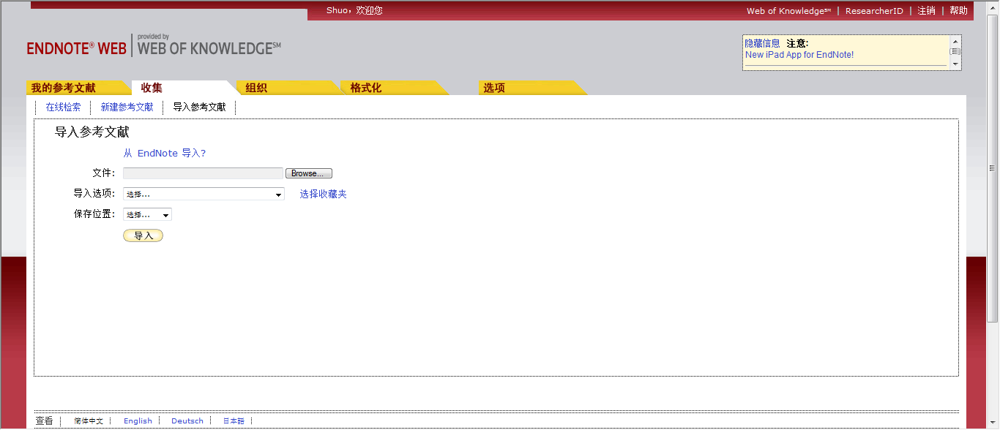 Shuo，欢迎您
Web of Knowledge℠ | ResearcherID | 注销 | 帮助
ENDNOTE® WEB
provided by
WEB OF KNOWLEDGE℠
隐藏信息 注意:
New iPad App for EndNote!
我的参考文献 收集 组织 格式化 选项
在线检索 新建参考文献 导入参考文献
导入参考文献
从 EndNote 导入?
文件: Browse...
导入选项: 选择... 选择收藏夹
保存位置: 选择...
导入
查看 简体中文 English Deutsch 日本語